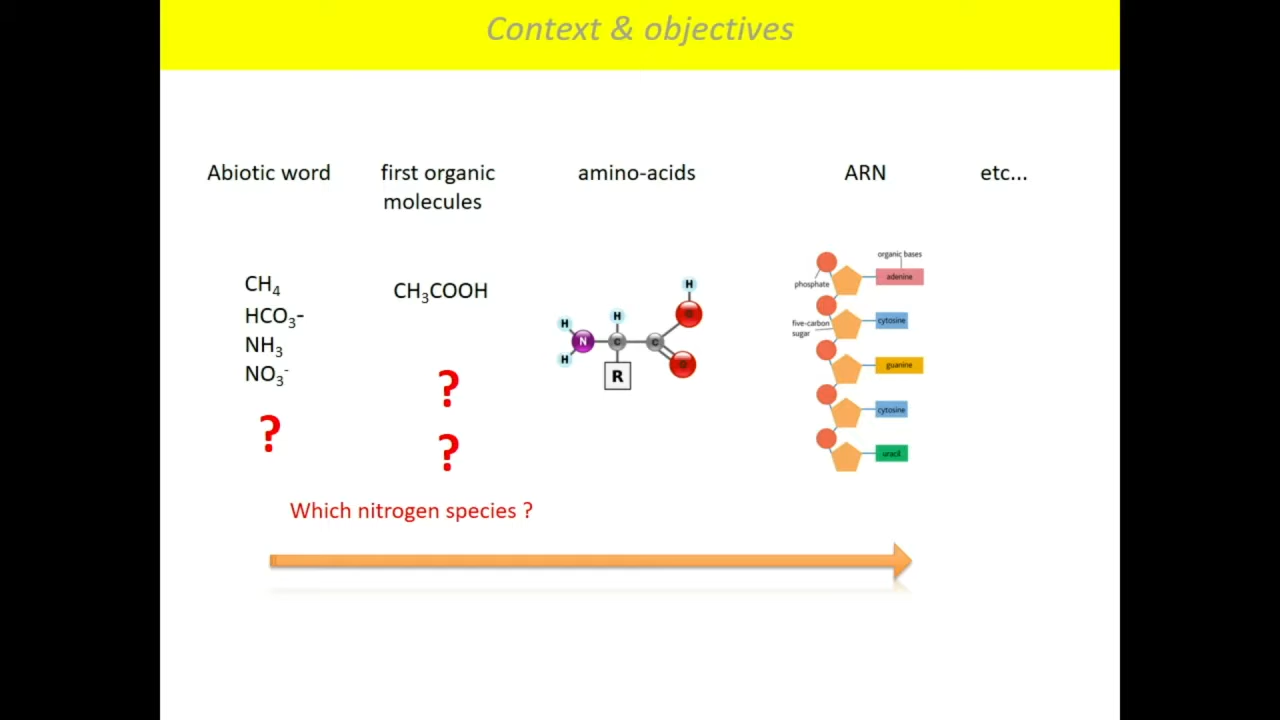 Context & objectives
Abiotic word
first organic
molecules
amino-acids
ARN
etc...
CH₄
HCO₃-
NH₃
NO₃⁻
?
CH₃COOH
?
?
H
H
N
H
C
R
C
H
O
O
organic bases
adenine
phosphate
cytosine
five-carbon
sugar
guanine
cytosine
uracil
Which nitrogen species ?